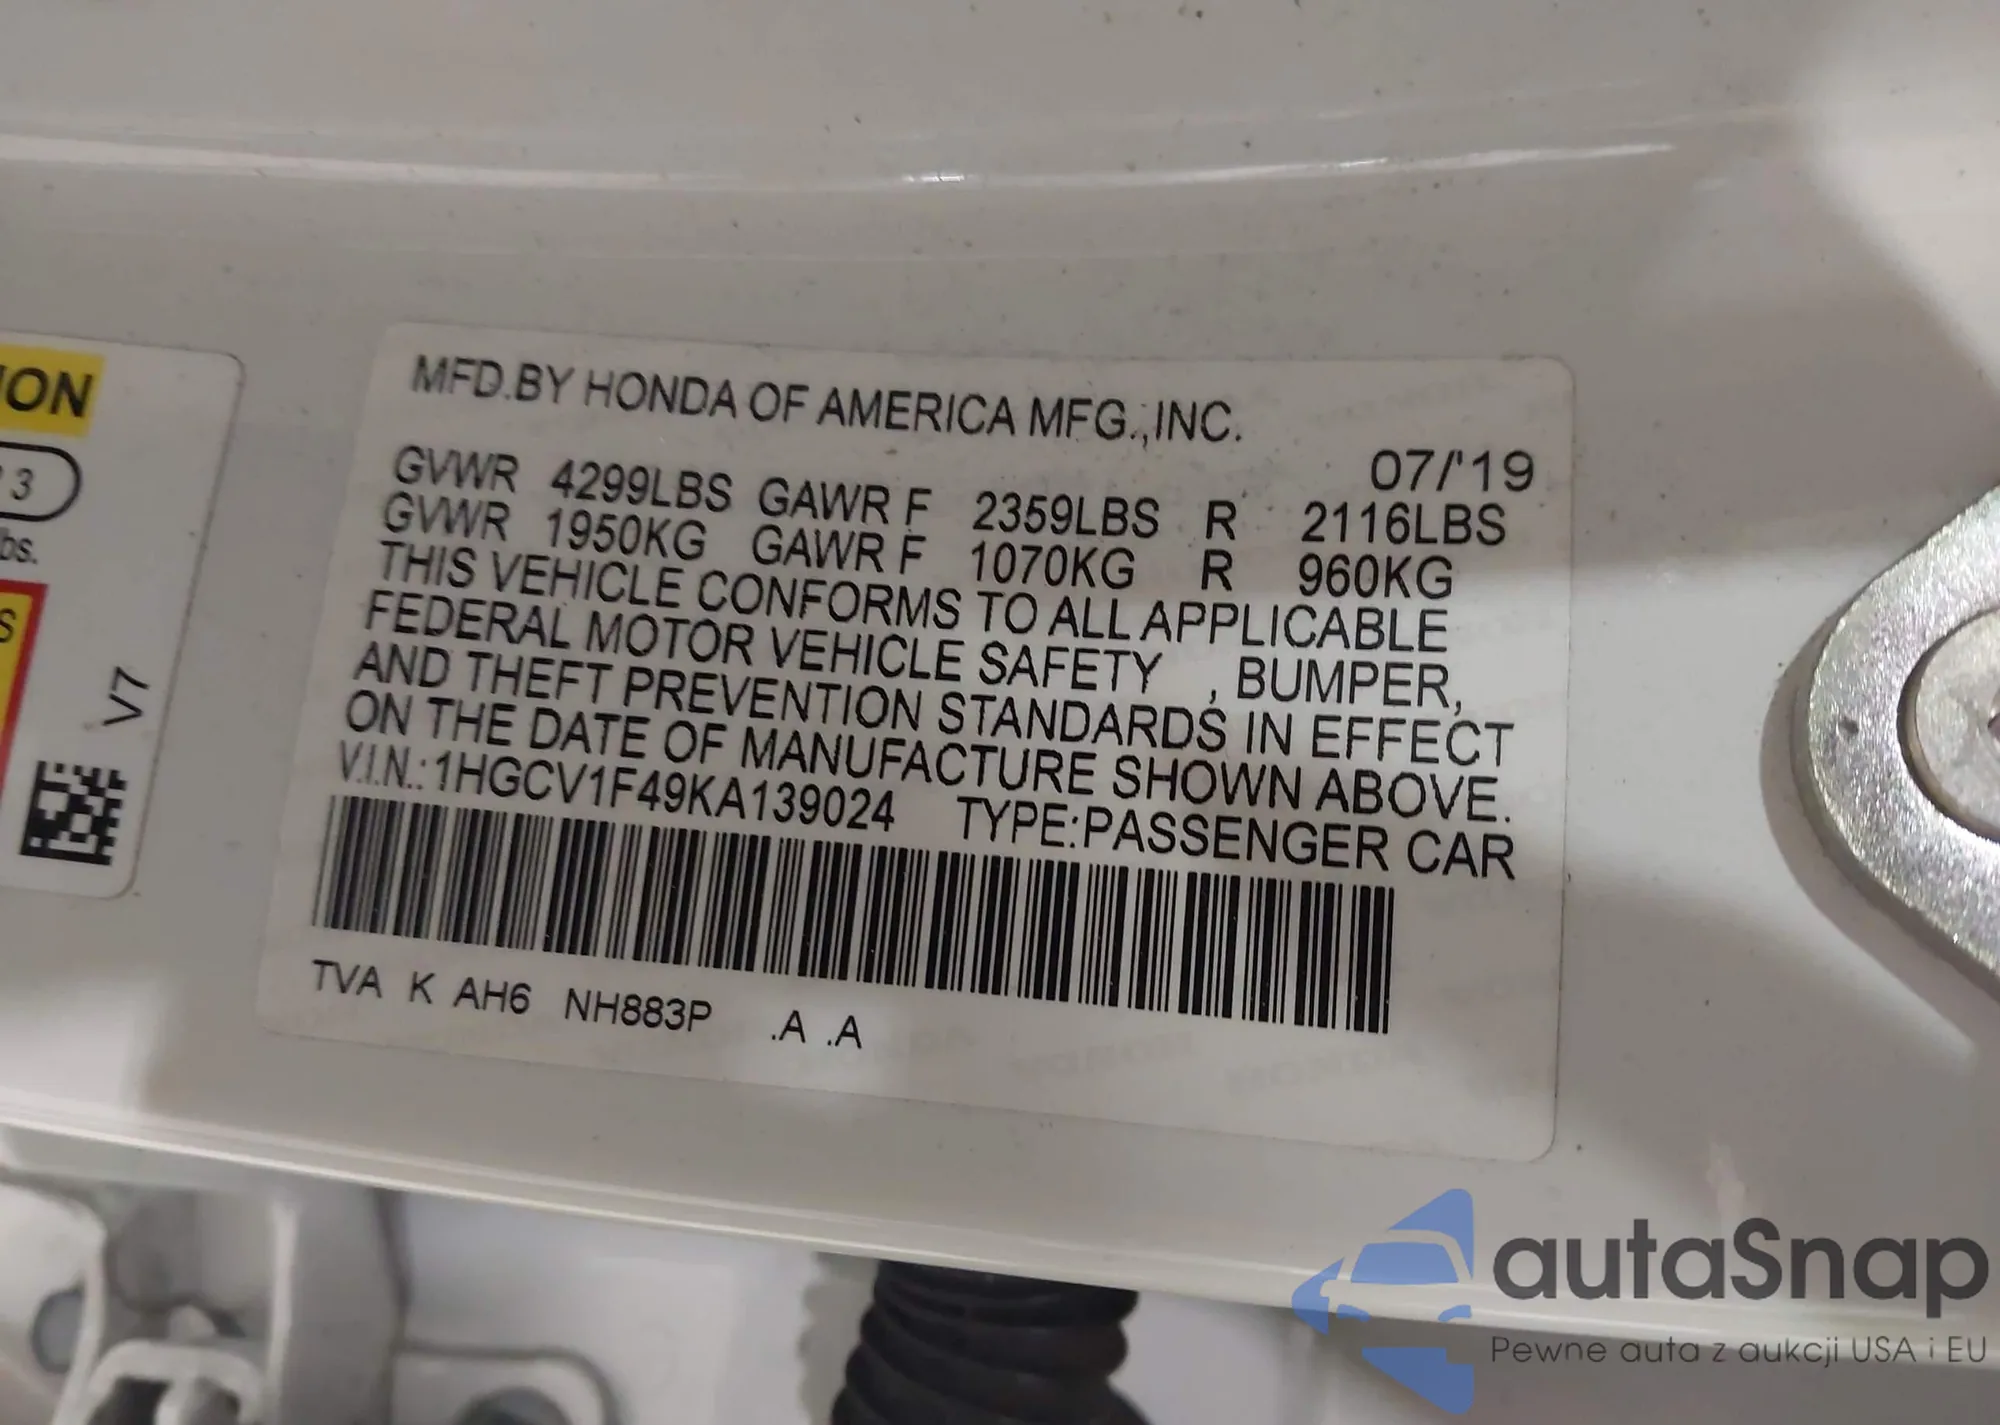 MFD.BY HONDA OF AMERICA MFG.,INC.
07/'19
GVWR 4299LBS GAWR F 2359LBS R 2116LBS
GVWR 1950KG GAWR F 1070KG R 960KG
THIS VEHICLE CONFORMS TO ALL APPLICABLE
FEDERAL MOTOR VEHICLE SAFETY , BUMPER,
AND THEFT PREVENTION STANDARDS IN EFFECT
ON THE DATE OF MANUFACTURE SHOWN ABOVE.
V.I.N.:1HGCV1F49KA139024 TYPE:PASSENGER CAR
TVA K AH6 NH883P .A .A
3
V7
autaSnap
Pewne auta z aukcji USA i EU